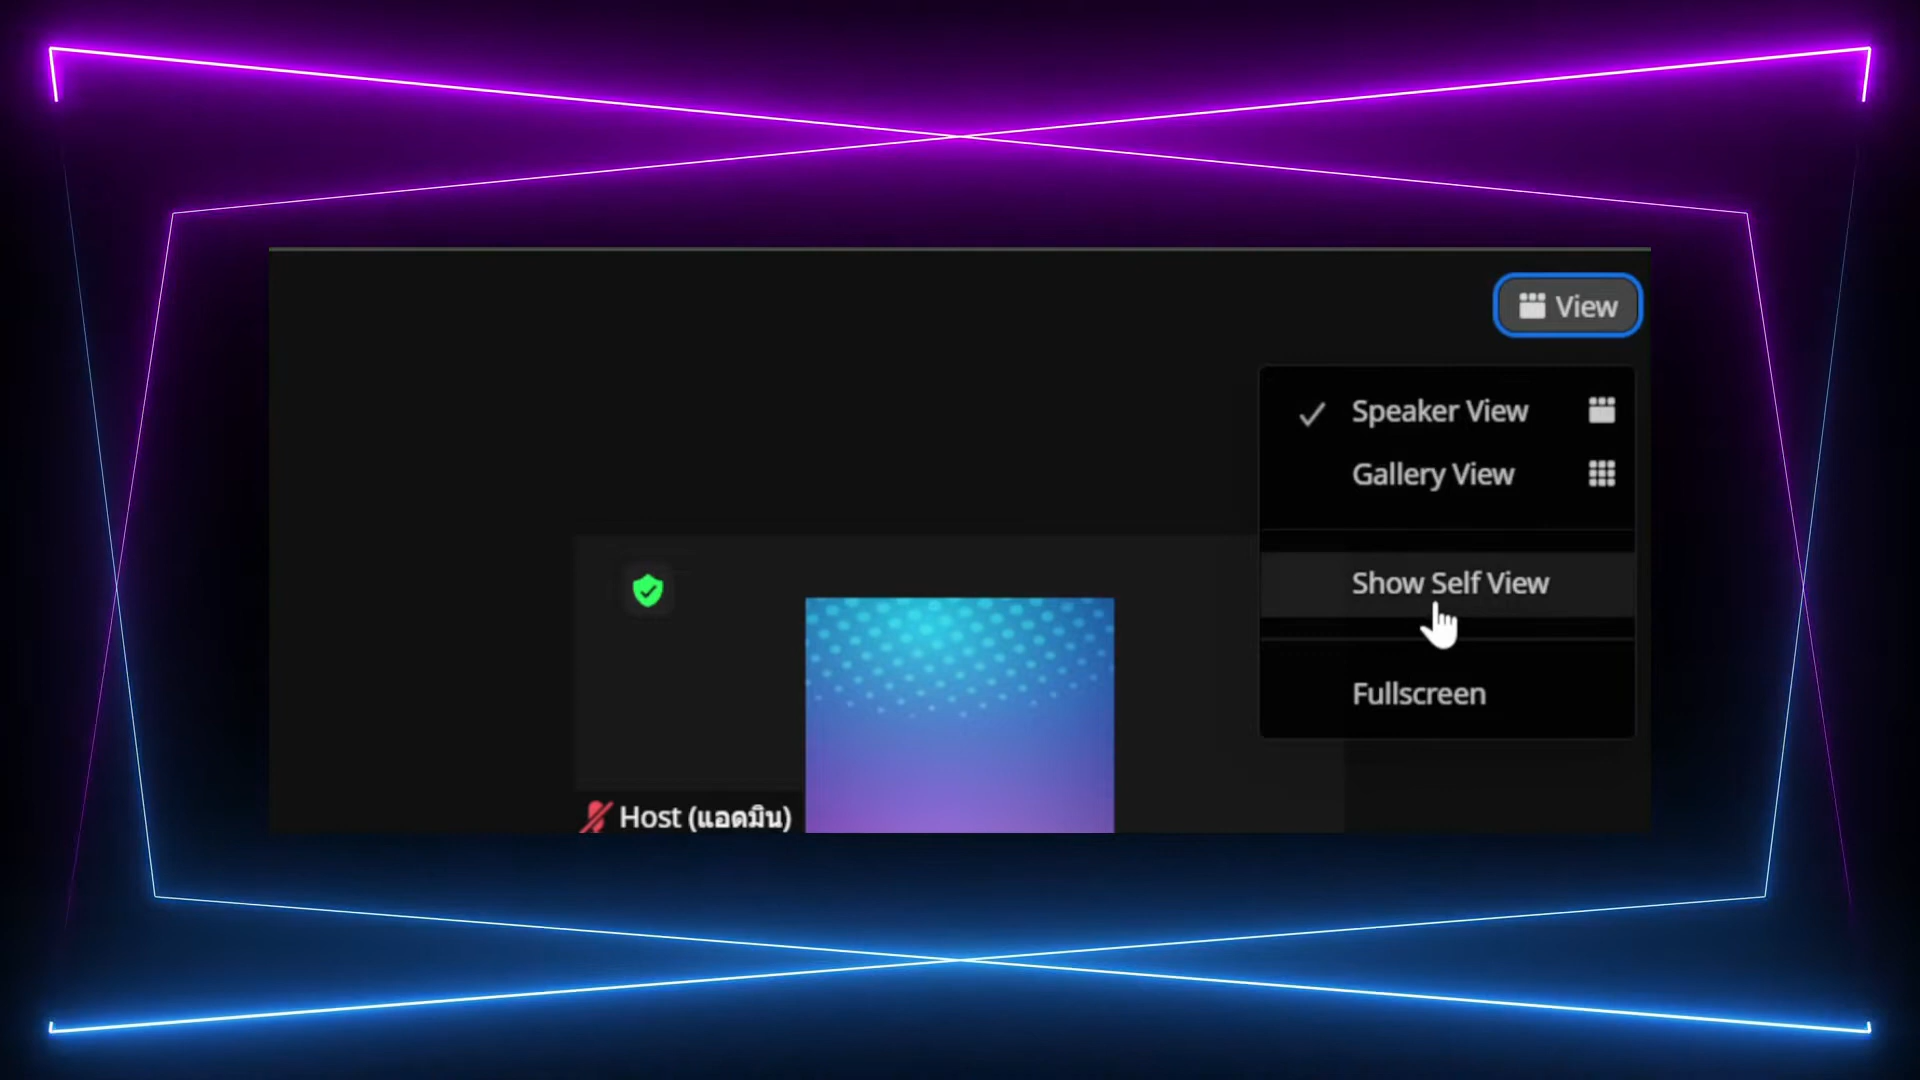 View
Speaker View
Gallery View
Show Self View
Fullscreen
Host (แอดมิน)